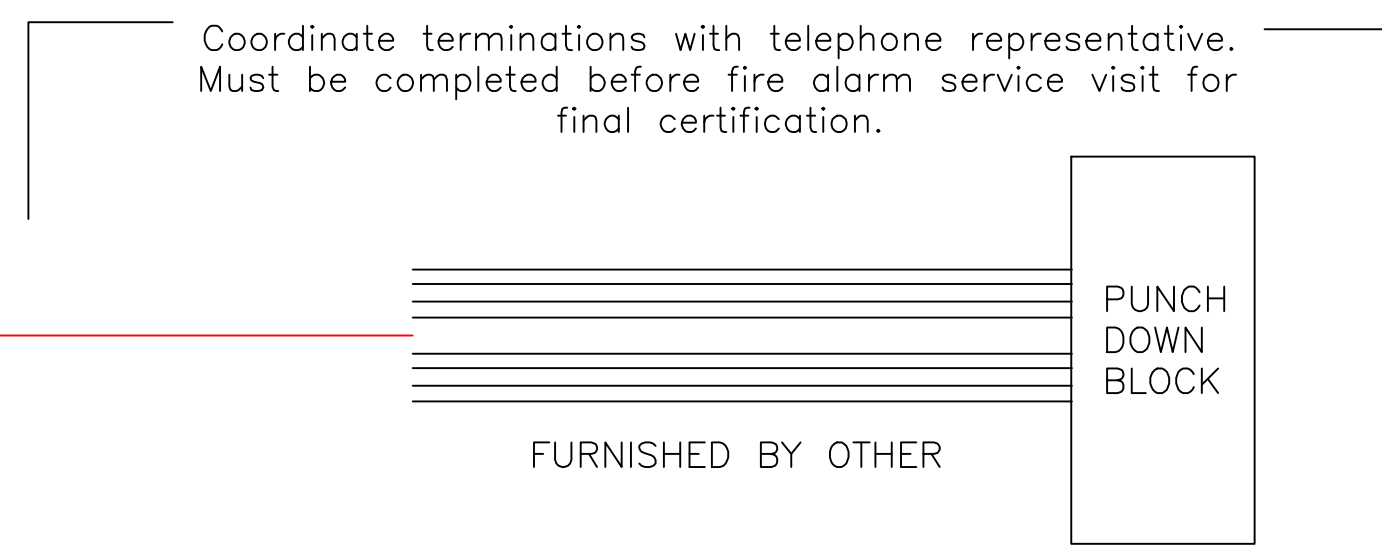 Coordinate terminations with telephone representative.
Must be completed before fire alarm service visit for
final certification.
PUNCH
DOWN
BLOCK
FURNISHED BY OTHER